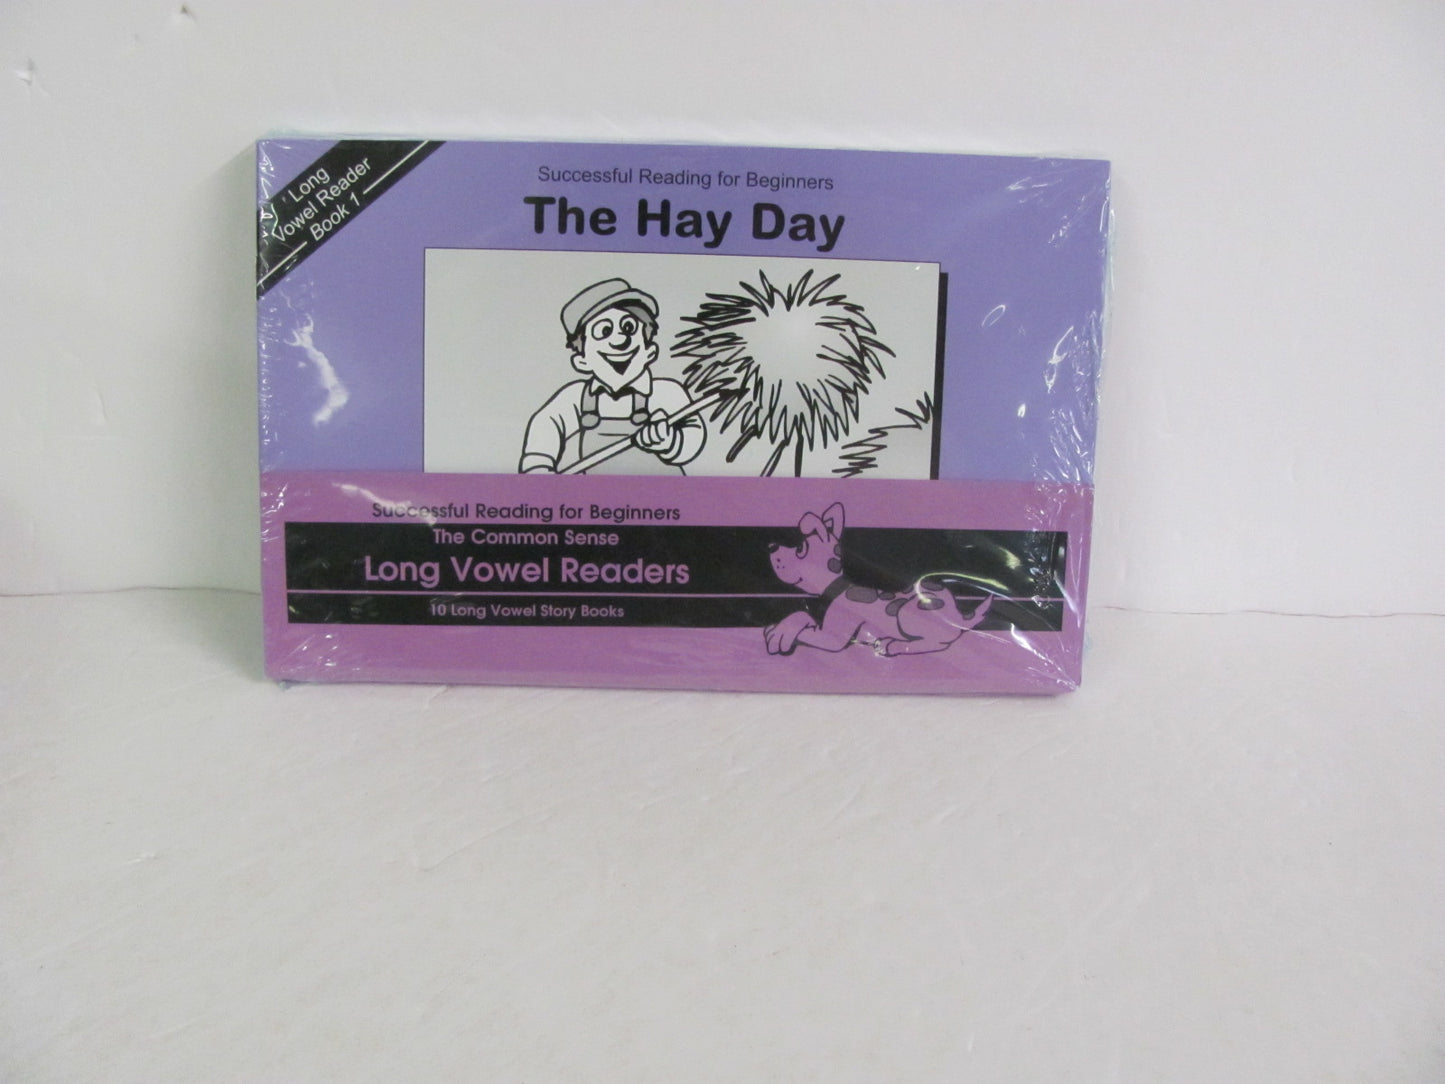 Long
Vowel Reader
Book 1
Successful Reading for Beginners
The Hay Day
Successful Reading for Beginners
The Common Sense
Long Vowel Readers
10 Long Vowel Story Books